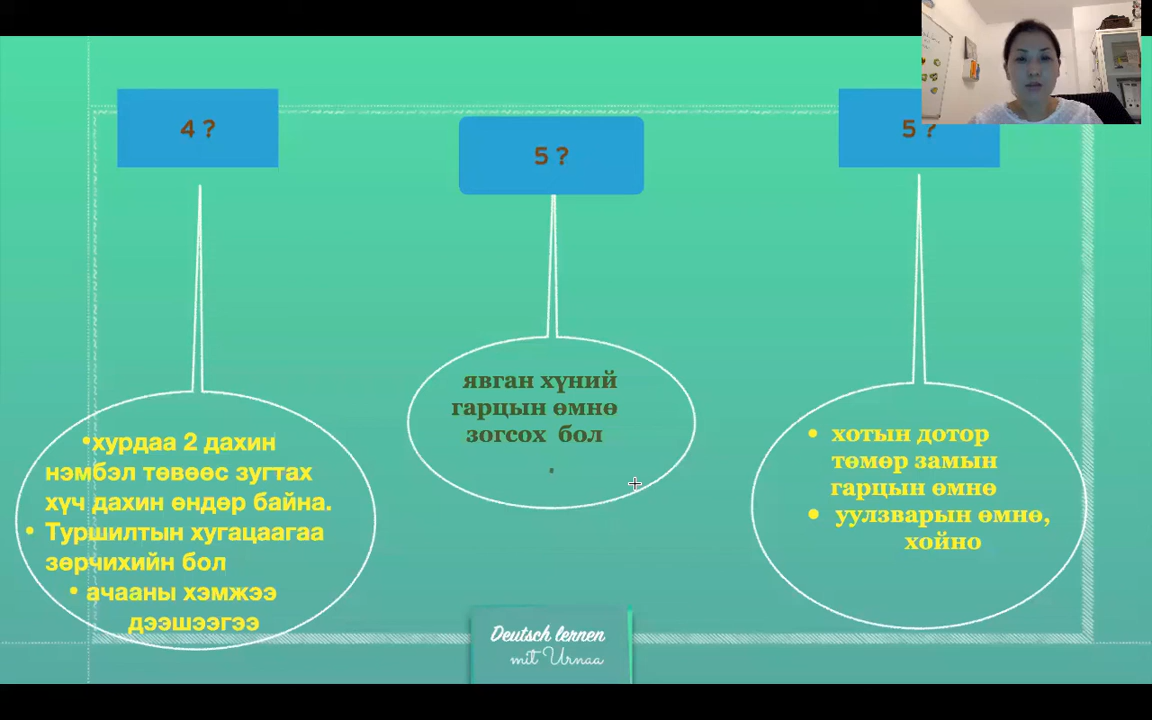 4 ?
5 ?
5 ?
•хурдаа 2 дахин
нэмбэл төвөөс зугтах
хүч дахин өндөр байна.
• Туршилтын хугацаагаа
зөрчихийн бол
• ачааны хэмжээ
дээшээгээ
явган хүний
гарцын өмнө
зогсох бол
.
• хотын дотор
төмөр замын
гарцын өмнө
• уулзварын өмнө,
хойно
Deutsch lernen
mit Urnaa